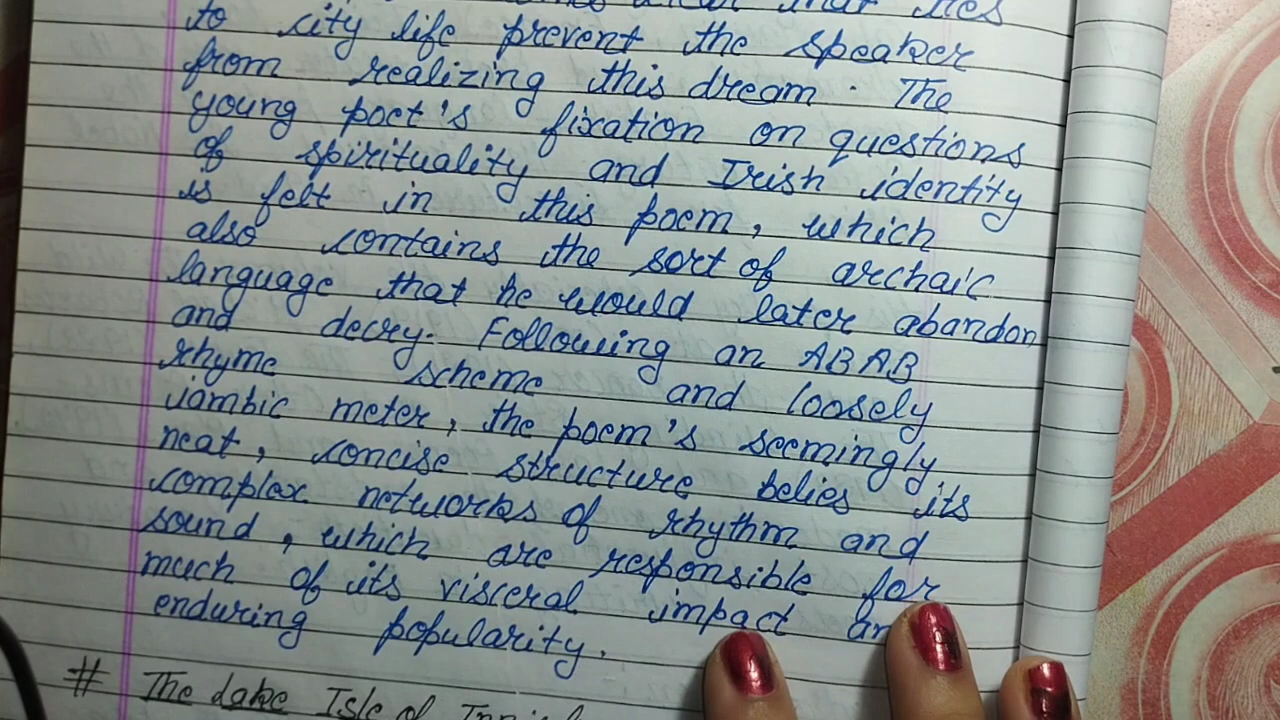 that ties
to city life prevent the speaker
from realizing this dream. The
young poet's fixation on questions
of spirituality and Irish identity
is felt in this poem, which
also contains the sort of archaic
language that he would later abandon
and decry. Following an ABAB
rhyme scheme and loosely
iambic meter, the poem's seemingly
neat, concise structure belies its
complex networks of rhythm and
sound, which are responsible for
much of its visceral impact an
enduring popularity.
# The Lake Isle of